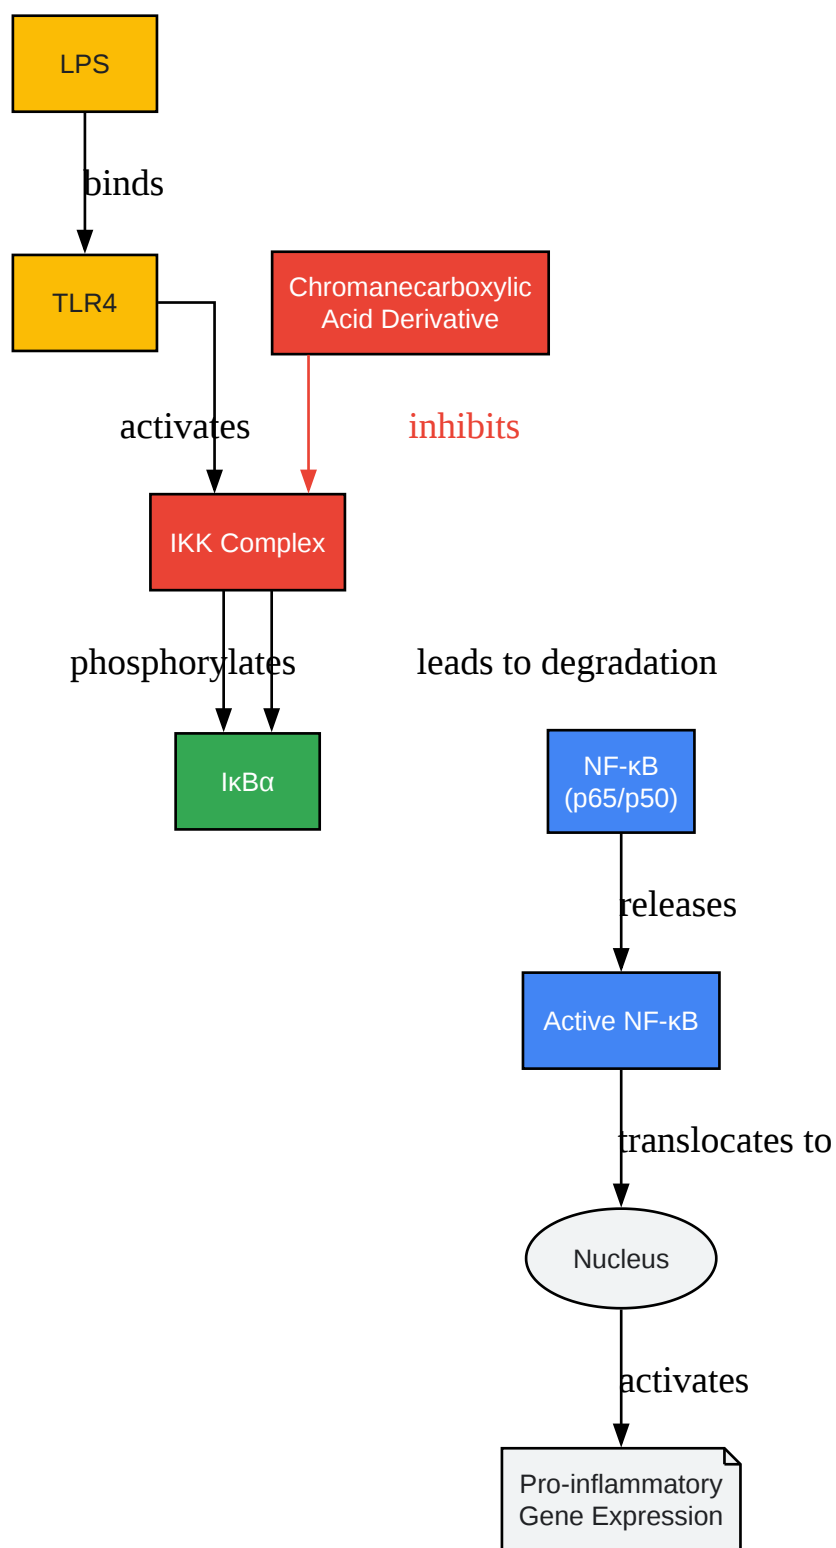 LPS
binds
TLR4
Chromanecarboxylic
Acid Derivative
activates
inhibits
IKK Complex
phosphorylates
leads to degradation
IκBα
NF-κB
(p65/p50)
releases
Active NF-κB
translocates to
Nucleus
activates
Pro-inflammatory
Gene Expression